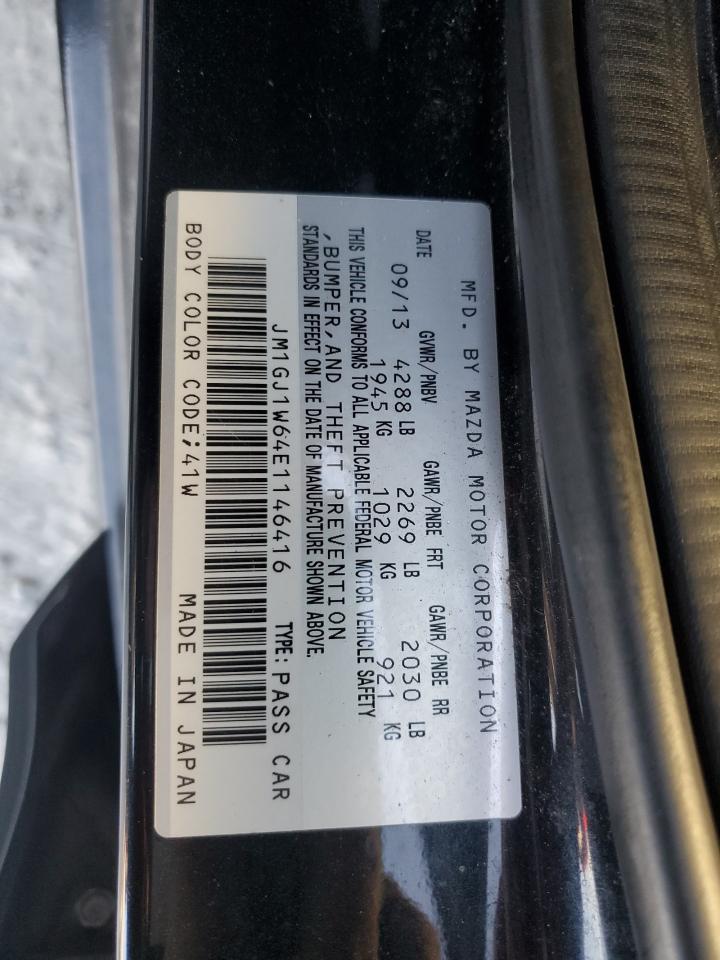 MFD. BY MAZDA MOTOR CORPORATION
DATE GVWR/PNBV GAWR/PNBE FRT GAWR/PNBE RR
09/13 4288 LB 2269 LB 2030 LB
1945 KG 1029 KG 921 KG
THIS VEHICLE CONFORMS TO ALL APPLICABLE FEDERAL MOTOR VEHICLE SAFETY
,BUMPER, AND THEFT PREVENTION
STANDARDS IN EFFECT ON THE DATE OF MANUFACTURE SHOWN ABOVE.
JM1GJ1W64E1146416 TYPE: PASS CAR
BODY COLOR CODE;41W MADE IN JAPAN